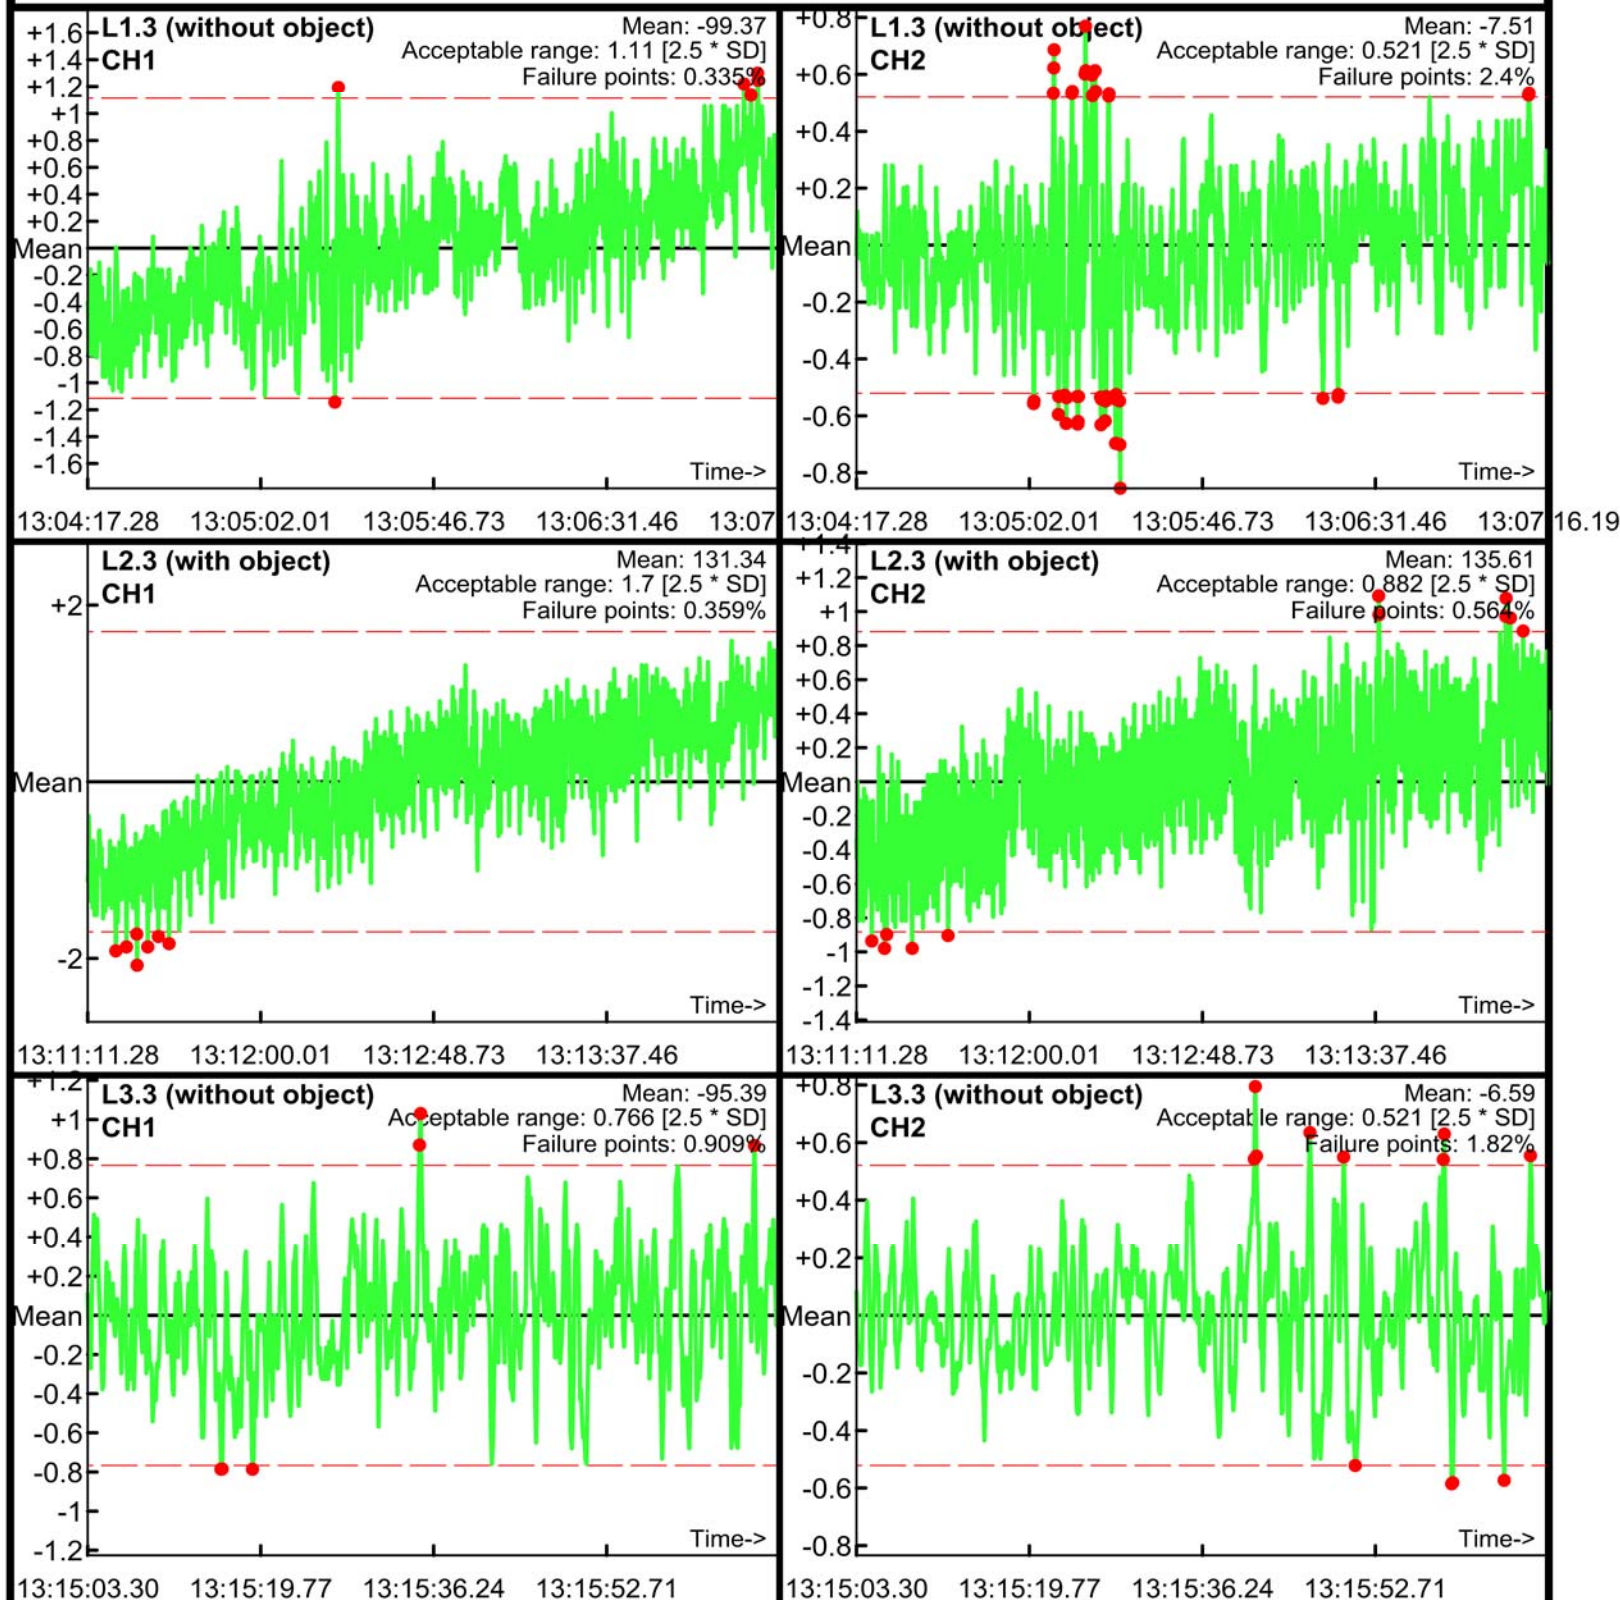 L1.3 (without object)
CH1
Mean: -99.37
Acceptable range: 1.11 [2.5 * SD]
Failure points: 0.335%
+1.6
+1.4
+1.2
+1
+0.8
+0.6
+0.4
+0.2
Mean
-0.2
-0.4
-0.6
-0.8
-1
-1.2
-1.4
-1.6
Time->
13:04:17.28 13:05:02.01 13:05:46.73 13:06:31.46 13:07
L1.3 (without object)
CH2
Mean: -7.51
Acceptable range: 0.521 [2.5 * SD]
Failure points: 2.4%
+0.8
+0.6
+0.4
+0.2
Mean
-0.2
-0.4
-0.6
-0.8
Time->
13:04:17.28 13:05:02.01 13:05:46.73 13:06:31.46 13:07:16.19
L2.3 (with object)
CH1
Mean: 131.34
Acceptable range: 1.7 [2.5 * SD]
Failure points: 0.359%
+2
Mean
-2
Time->
13:11:11.28 13:12:00.01 13:12:48.73 13:13:37.46
L2.3 (with object)
CH2
Mean: 135.61
Acceptable range: 0.882 [2.5 * SD]
Failure points: 0.564%
+1.4
+1.2
+1
+0.8
+0.6
+0.4
+0.2
Mean
-0.2
-0.4
-0.6
-0.8
-1
-1.2
-1.4
Time->
13:11:11.28 13:12:00.01 13:12:48.73 13:13:37.46
L3.3 (without object)
CH1
Mean: -95.39
Acceptable range: 0.766 [2.5 * SD]
Failure points: 0.909%
+1.2
+1
+0.8
+0.6
+0.4
+0.2
Mean
-0.2
-0.4
-0.6
-0.8
-1
-1.2
Time->
13:15:03.30 13:15:19.77 13:15:36.24 13:15:52.71
L3.3 (without object)
CH2
Mean: -6.59
Acceptable range: 0.521 [2.5 * SD]
Failure points: 1.82%
+0.8
+0.6
+0.4
+0.2
Mean
-0.2
-0.4
-0.6
-0.8
Time->
13:15:03.30 13:15:19.77 13:15:36.24 13:15:52.71